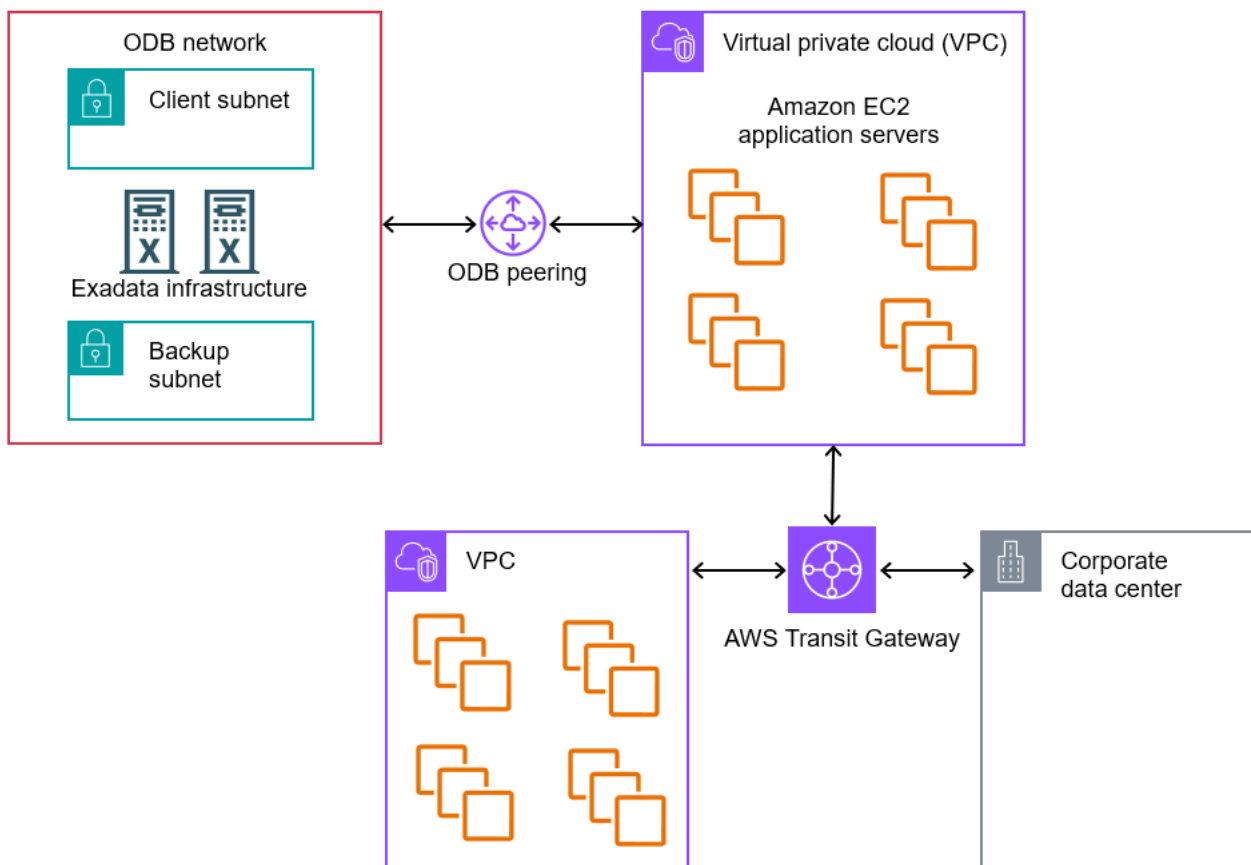 ODB network
Client subnet
X X
Exadata infrastructure
Backup
subnet
ODB peering
Virtual private cloud (VPC)
Amazon EC2
application servers
VPC
AWS Transit Gateway
Corporate
data center